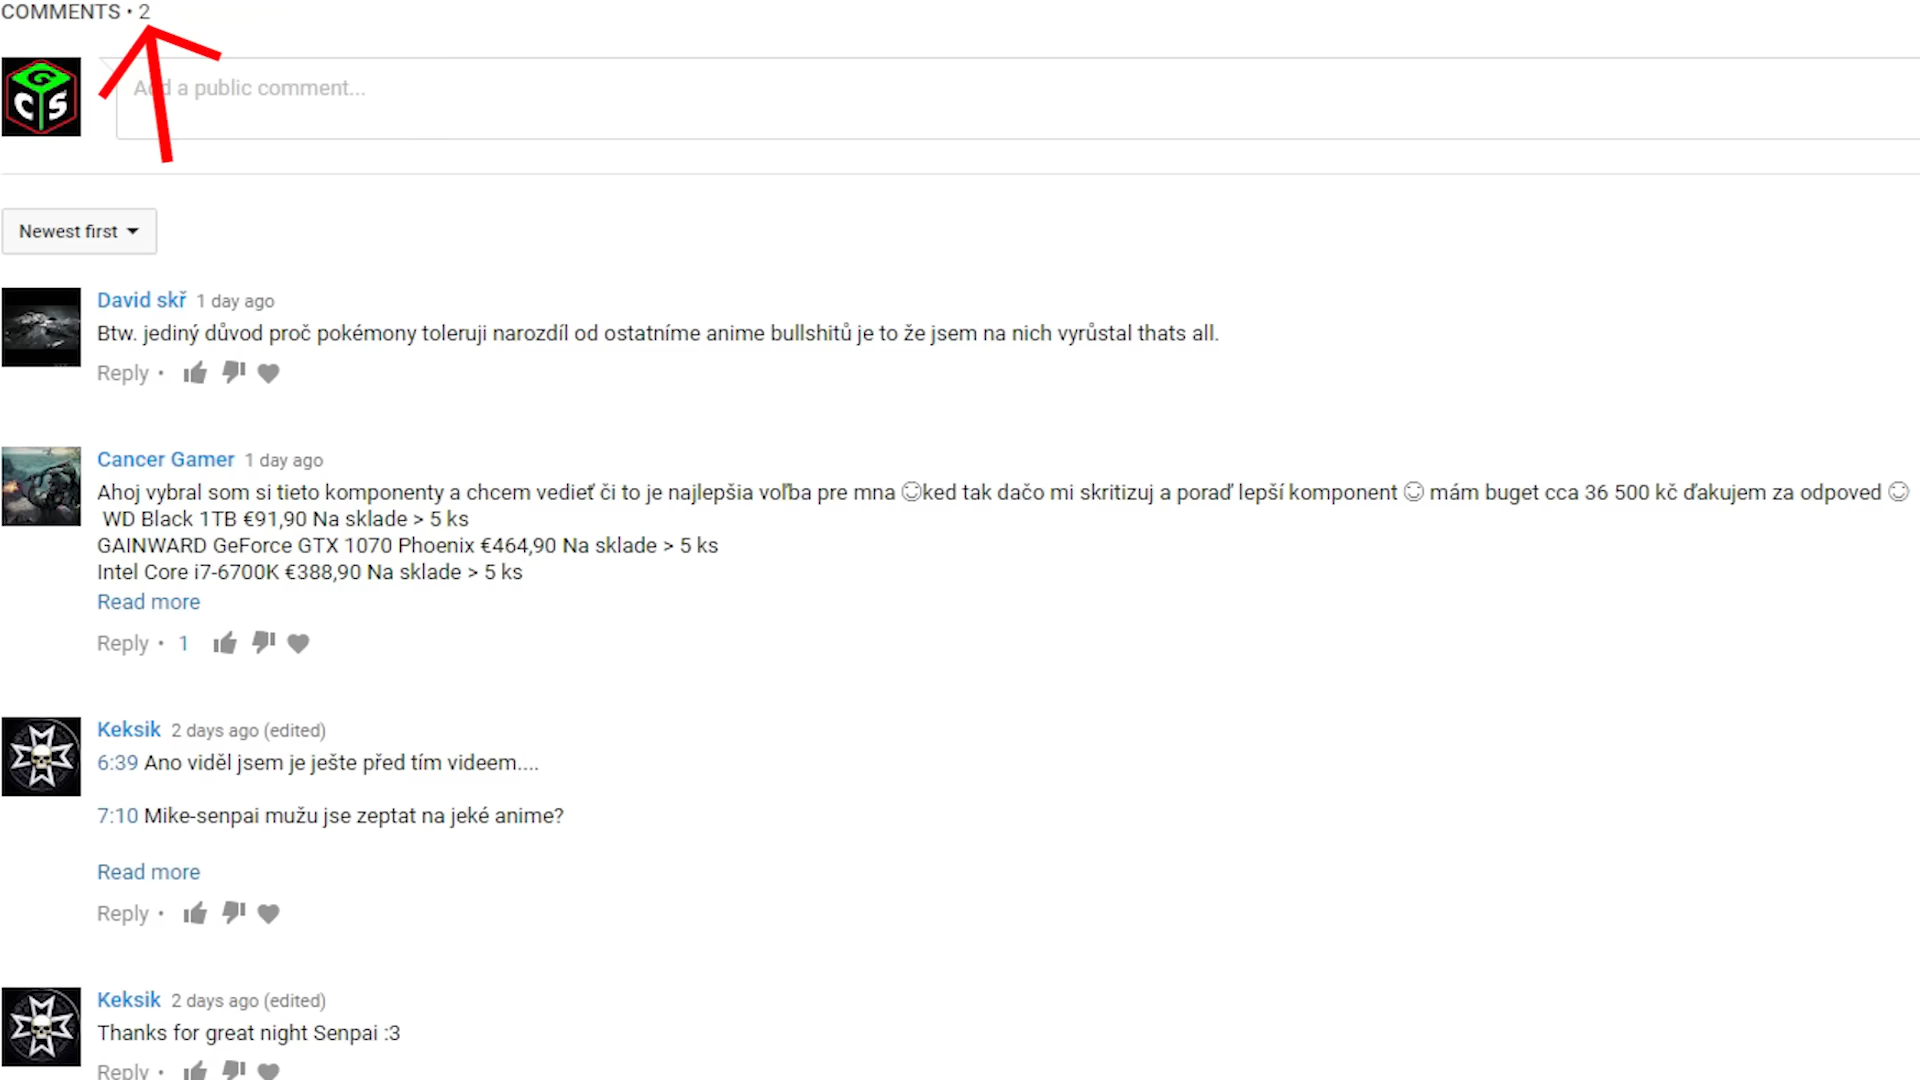 COMMENTS • 2
GCS
Add a public comment...
Newest first
David skř 1 day ago
Btw. jediný důvod proč pokémony toleruji narozdíl od ostatníme anime bullshitů je to že jsem na nich vyrůstal thats all.
Reply •
Cancer Gamer 1 day ago
Ahoj vybral som si tieto komponenty a chcem vedieť či to je najlepšia voľba pre mna ☺ked tak dačo mi skritizuj a poraď lepší komponent ☺ mám buget cca 36 500 kč ďakujem za odpoved ☺
WD Black 1TB €91,90 Na sklade > 5 ks
GAINWARD GeForce GTX 1070 Phoenix €464,90 Na sklade > 5 ks
Intel Core i7-6700K €388,90 Na sklade > 5 ks
Read more
Reply • 1
Keksik 2 days ago (edited)
6:39 Ano viděl jsem je ješte před tím videem....
7:10 Mike-senpai mužu jse zeptat na jeké anime?
Read more
Reply •
Keksik 2 days ago (edited)
Thanks for great night Senpai :3
Reply •